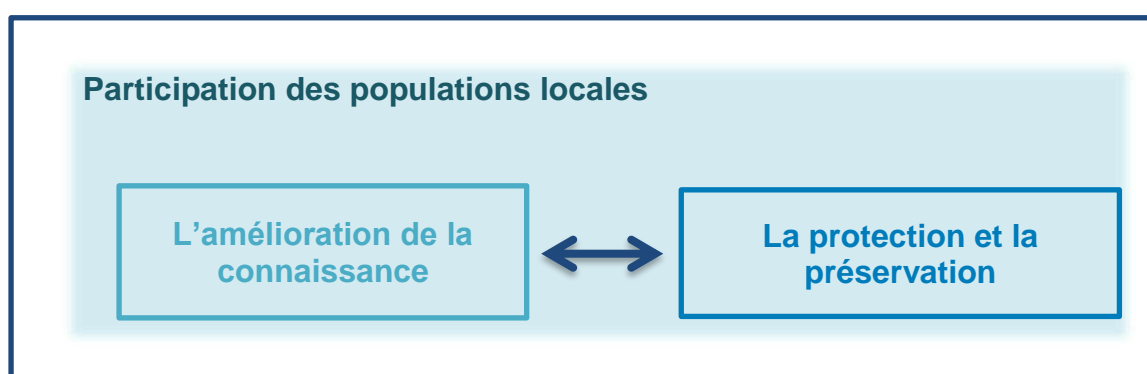 Participation des populations locales
L’amélioration de la
connaissance
La protection et la
préservation